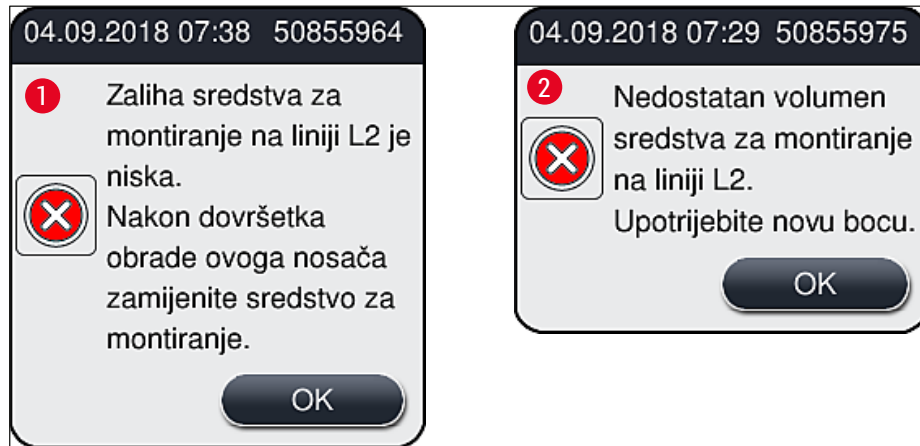 04.09.2018 07:38 50855964
1
Zaliha sredstva za
montiranje na liniji L2 je
niska.
Nakon dovršetka
obrade ovoga nosača
zamijenite sredstvo za
montiranje.
OK
04.09.2018 07:29 50855975
2
Nedostatan volumen
sredstva za montiranje
na liniji L2.
Upotrijebite novu bocu.
OK